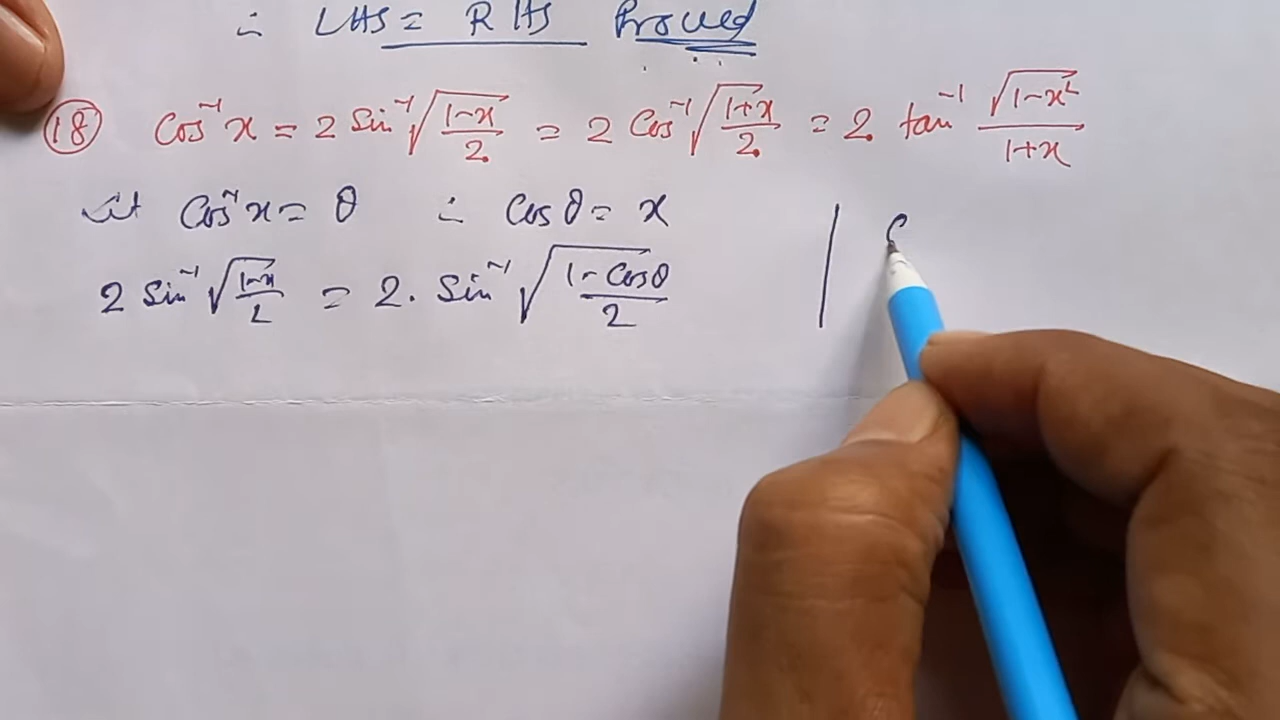 ∴ LHS = RHS Proved
18 Cos⁻¹x = 2 Sin⁻¹√((1-x)/2) = 2 Cos⁻¹√((1+x)/2) = 2 tan⁻¹ √(1-x²)/(1+x)
Let Cos⁻¹x = θ ∴ Cosθ = x
2 Sin⁻¹√((1-x)/2) = 2. Sin⁻¹√((1-Cosθ)/2)